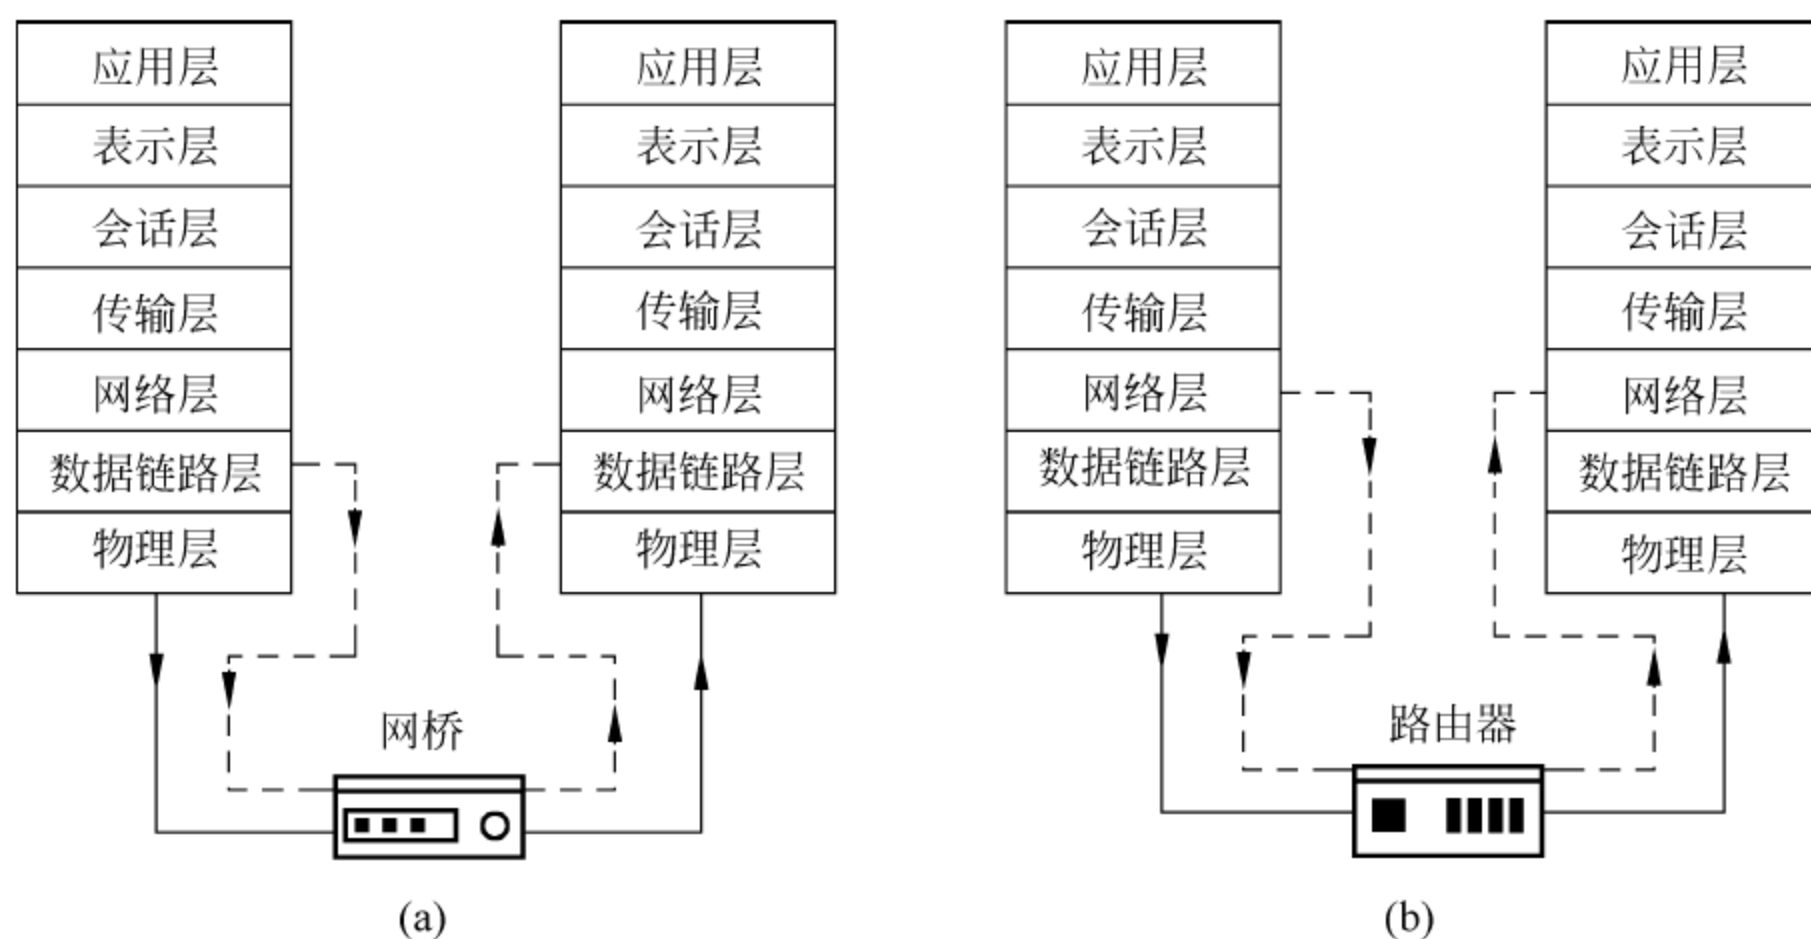 应用层
表示层
会话层
传输层
网络层
数据链路层
物理层
应用层
表示层
会话层
传输层
网络层
数据链路层
物理层
网桥
(a)
应用层
表示层
会话层
传输层
网络层
数据链路层
物理层
应用层
表示层
会话层
传输层
网络层
数据链路层
物理层
路由器
(b)